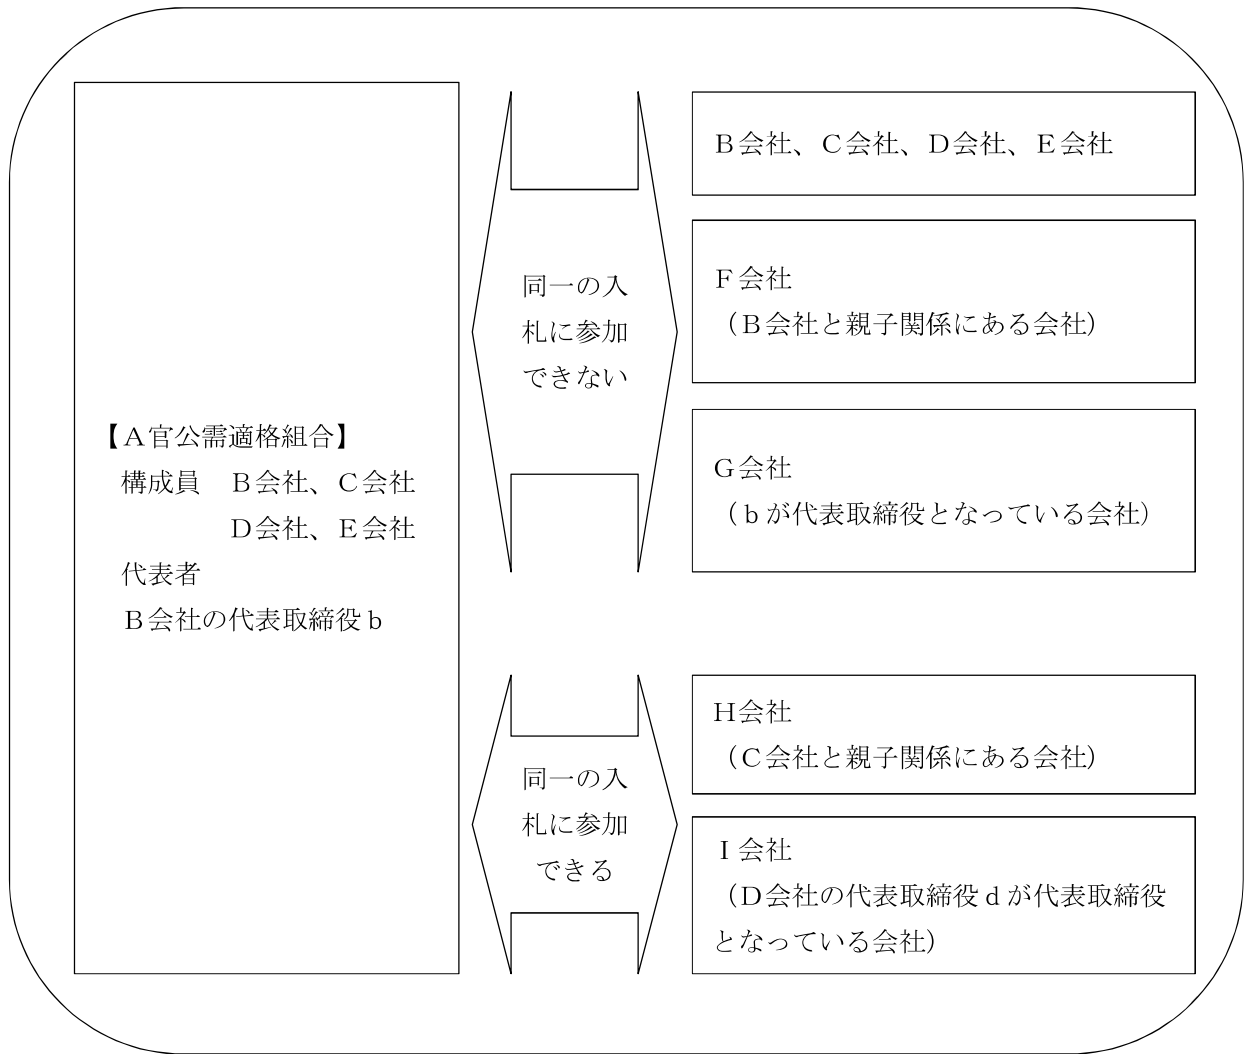 【Ａ官公需適格組合】
構成員　Ｂ会社、Ｃ会社
Ｄ会社、Ｅ会社
代表者
Ｂ会社の代表取締役ｂ
同一の入
札に参加
できない
Ｂ会社、Ｃ会社、Ｄ会社、Ｅ会社
Ｆ会社
（Ｂ会社と親子関係にある会社）
Ｇ会社
（ｂが代表取締役となっている会社）
同一の入
札に参加
できる
Ｈ会社
（Ｃ会社と親子関係にある会社）
Ｉ会社
（Ｄ会社の代表取締役ｄが代表取締役
となっている会社）